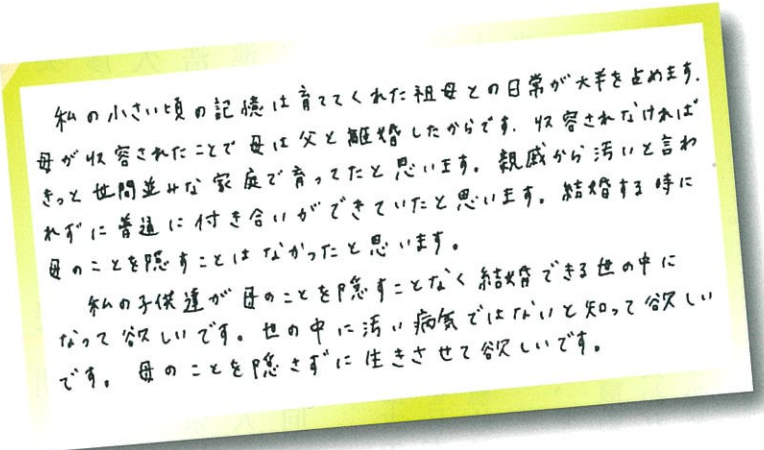 私の小さい頃の記憶は育ててくれた祖母との日常が大半を占めます。
母が収容されたことで母は父と離婚したからです。収容されなければ
きっと世間並みな家庭で育ってたと思います。親戚から汚いと言わ
れずに普通に付き合いができていたと思います。結婚する時に
母のことを隠すことはなかったと思います。
私の子供達が母のことを隠すことなく結婚できる世の中に
なって欲しいです。世の中に汚い病気ではないと知って欲しい
です。母のことを隠さずに生きさせて欲しいです。